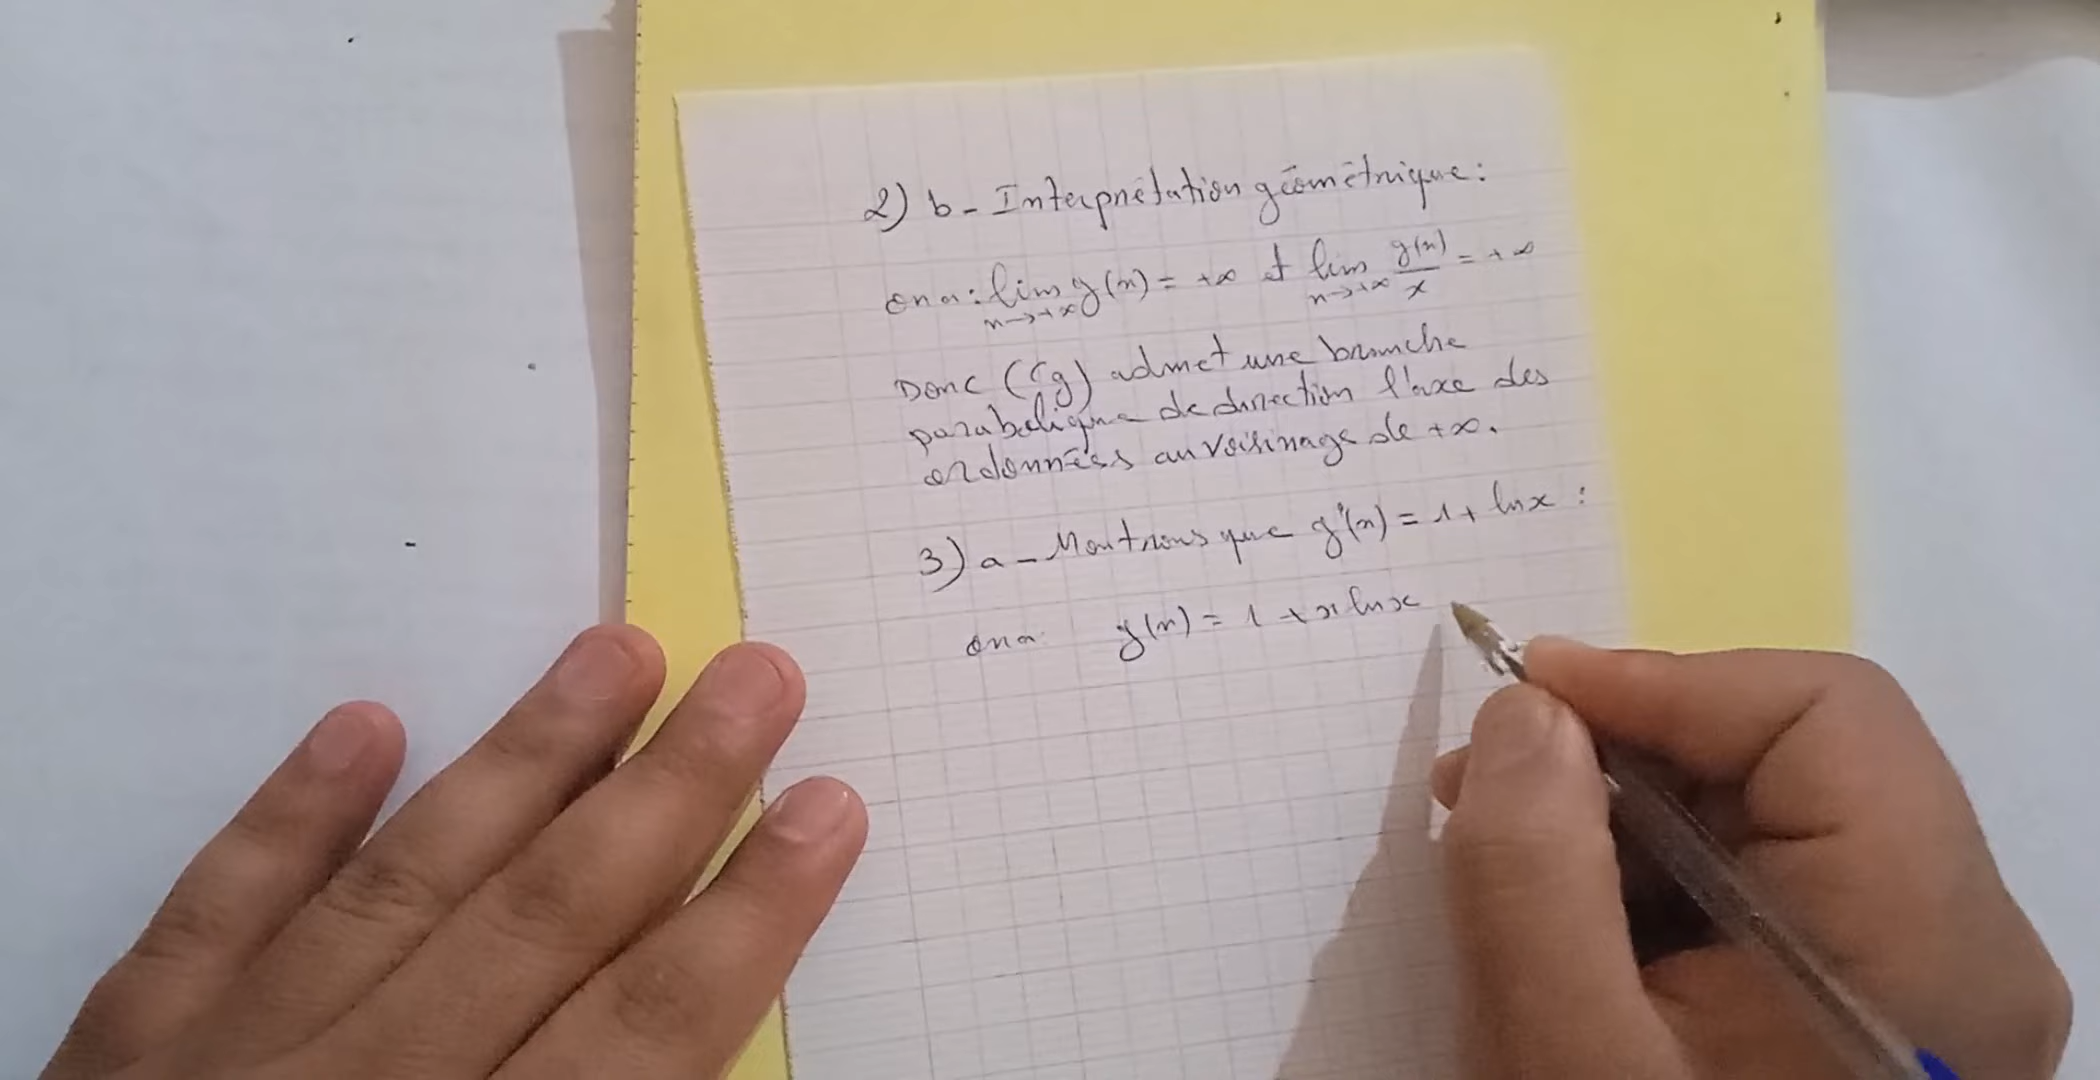 2) b - Interprétation géométrique :
on a : lim g(x) = +∞ et lim g(x)/x = +∞
x→+∞ x→+∞
Donc (Cg) admet une branche
parabolique de direction l'axe des
ordonnées au voisinage de +∞.
3) a - Montrons que g'(x) = 1 + ln x :
on a g(x) = 1 + x ln x